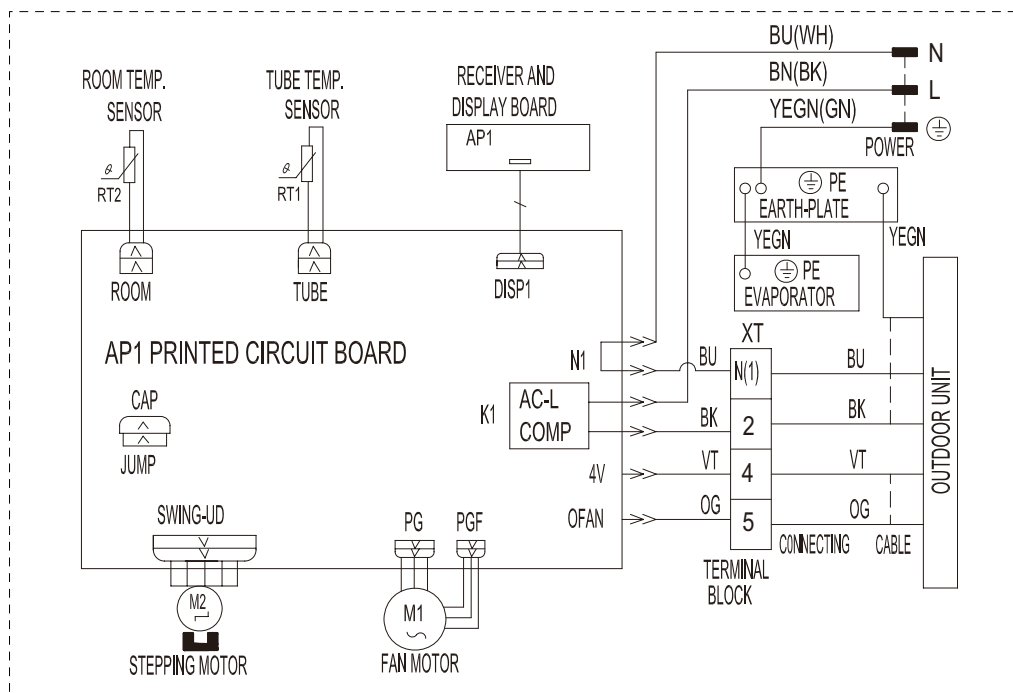 BU(WH)
N
BN(BK)
L
YEGN(GN)
POWER
ROOM TEMP.
SENSOR
RT2
ROOM
TUBE TEMP.
SENSOR
RT1
TUBE
RECEIVER AND
DISPLAY BOARD
AP1
DISP1
PE
EARTH-PLATE
YEGN
YEGN
PE
EVAPORATOR
AP1 PRINTED CIRCUIT BOARD
CAP
JUMP
N1
K1
AC-L
COMP
4V
OFAN
BU
BK
VT
OG
XT
N(1)
2
4
5
TERMINAL
BLOCK
BU
BK
VT
OG
CONNECTING CABLE
OUTDOOR UNIT
SWING-UD
M2
STEPPING MOTOR
PG
PGF
M1
FAN MOTOR